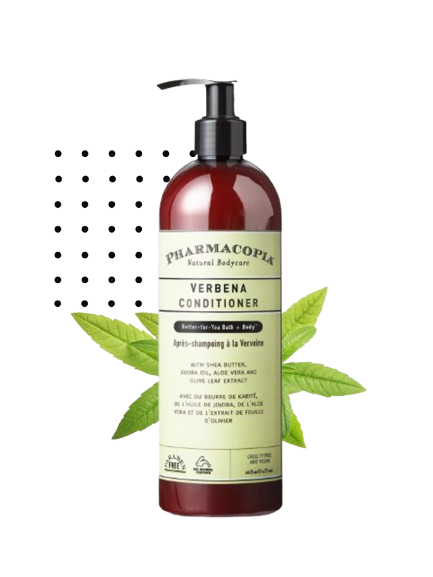 PHARMACOPIA
Natural Bodycare
VERBENA
CONDITIONER
Better-for-You Bath + Body™
Après-shampoing à la Verveine
WITH SHEA BUTTER,
JOJOBA OIL, ALOE VERA AND
OLIVE LEAF EXTRACT
AVEC DU BEURRE DE KARITÉ,
DE L'HUILE DE JOJOBA, DE L'ALOE
VERA ET DE L'EXTRAIT DE FEUILLE
D'OLIVIER
FREE
CRUELTY FREE
AND VEGAN